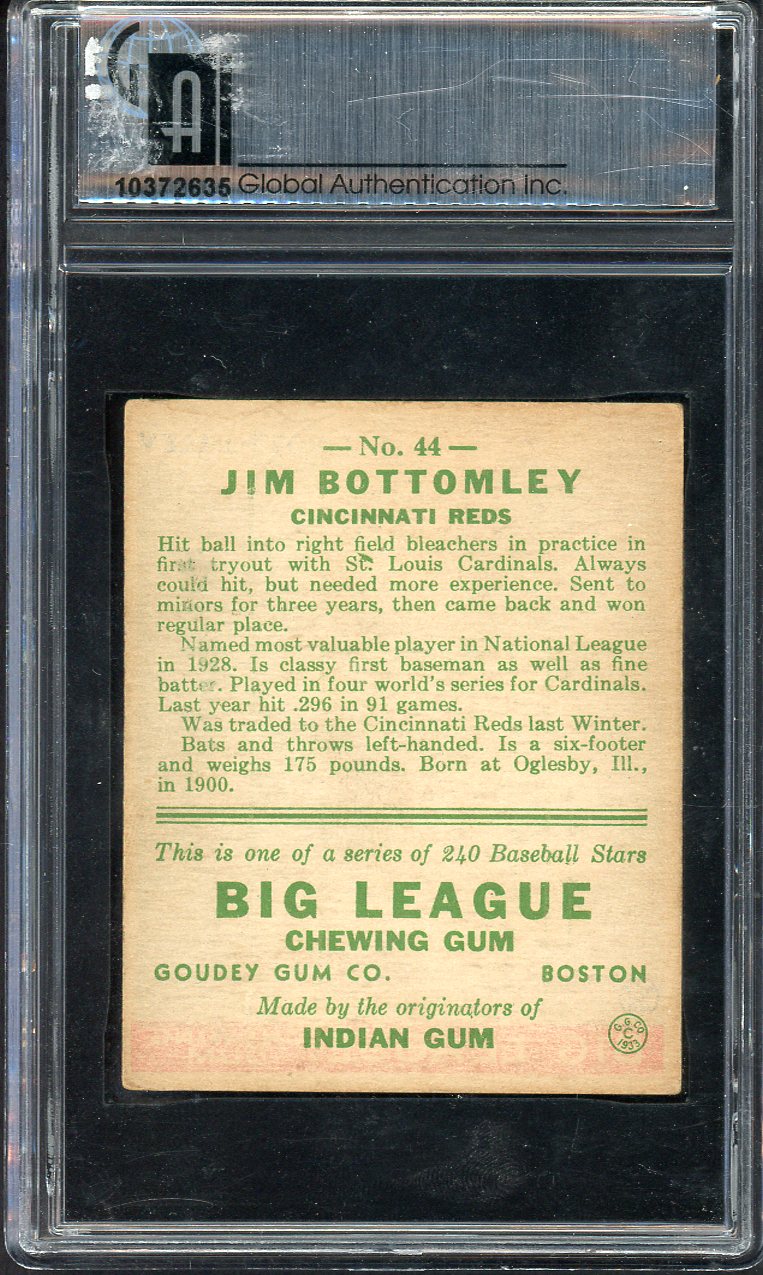 GIA
10372635 Global Authentication Inc.
— No. 44 —
JIM BOTTOMLEY
CINCINNATI REDS
Hit ball into right field bleachers in practice in
first tryout with St. Louis Cardinals. Always
could hit, but needed more experience. Sent to
minors for three years, then came back and won
regular place.
Named most valuable player in National League
in 1928. Is classy first baseman as well as fine
batter. Played in four world's series for Cardinals.
Last year hit .296 in 91 games.
Was traded to the Cincinnati Reds last Winter.
Bats and throws left-handed. Is a six-footer
and weighs 175 pounds. Born at Oglesby, Ill.,
in 1900.
This is one of a series of 240 Baseball Stars
BIG LEAGUE
CHEWING GUM
GOUDEY GUM CO. BOSTON
Made by the originators of
INDIAN GUM
G. G. CO.
C
1933